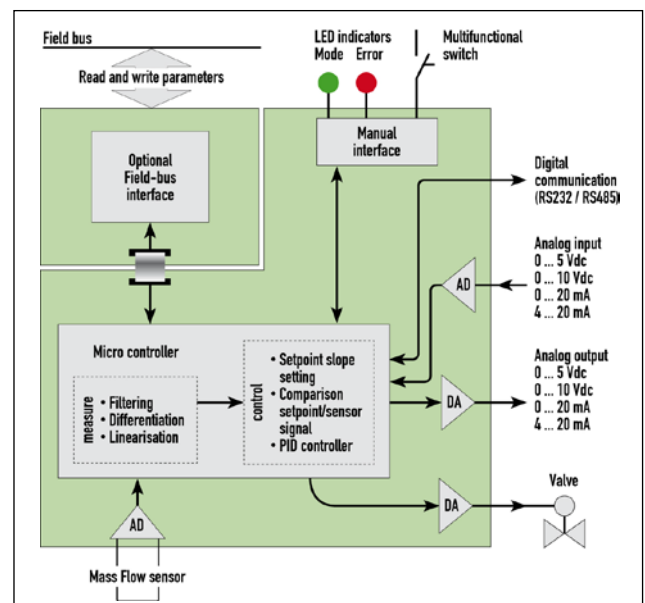 Field bus
Read and write parameters
LED indicators
Mode Error
Multifunctional
switch
Optional
Field-bus
interface
Manual
interface
Digital
communication
(RS232 / RS485)
Analog input
0 ... 5 Vdc
0 ... 10 Vdc
0 ... 20 mA
4 ... 20 mA
AD
Micro controller
measure
• Filtering
• Differentiation
• Linearisation
control
• Setpoint slope
setting
• Comparison
setpoint/sensor
signal
• PID controller
Analog output
0 ... 5 Vdc
0 ... 10 Vdc
0 ... 20 mA
4 ... 20 mA
DA
DA
Valve
AD
Mass Flow sensor